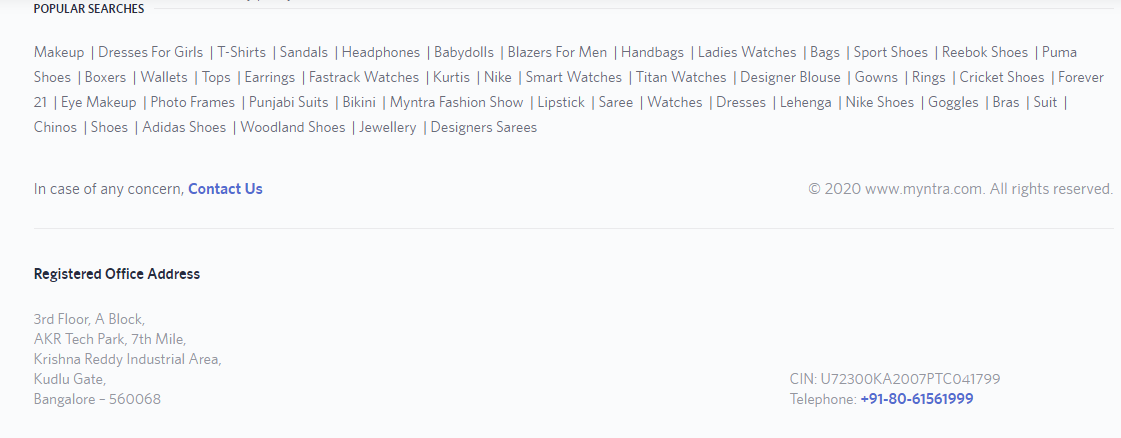 POPULAR SEARCHES
Makeup | Dresses For Girls | T-Shirts | Sandals | Headphones | Babydolls | Blazers For Men | Handbags | Ladies Watches | Bags | Sport Shoes | Reebok Shoes | Puma
Shoes | Boxers | Wallets | Tops | Earrings | Fastrack Watches | Kurtis | Nike | Smart Watches | Titan Watches | Designer Blouse | Gowns | Rings | Cricket Shoes | Forever
21 | Eye Makeup | Photo Frames | Punjabi Suits | Bikini | Myntra Fashion Show | Lipstick | Saree | Watches | Dresses | Lehenga | Nike Shoes | Goggles | Bras | Suit |
Chinos | Shoes | Adidas Shoes | Woodland Shoes | Jewellery | Designers Sarees
In case of any concern, Contact Us
© 2020 www.myntra.com. All rights reserved.
Registered Office Address
3rd Floor, A Block,
AKR Tech Park, 7th Mile,
Krishna Reddy Industrial Area,
Kudlu Gate,
Bangalore – 560068
CIN: U72300KA2007PTC041799
Telephone: +91-80-61561999